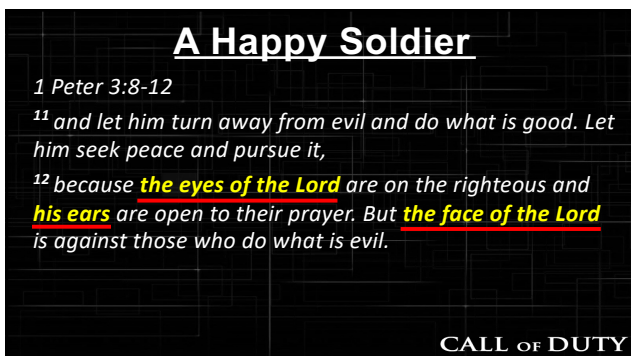 A Happy Soldier
1 Peter 3:8-12
11 and let him turn away from evil and do what is good. Let
him seek peace and pursue it,
12 because the eyes of the Lord are on the righteous and
his ears are open to their prayer. But the face of the Lord
is against those who do what is evil.
CALL OF DUTY